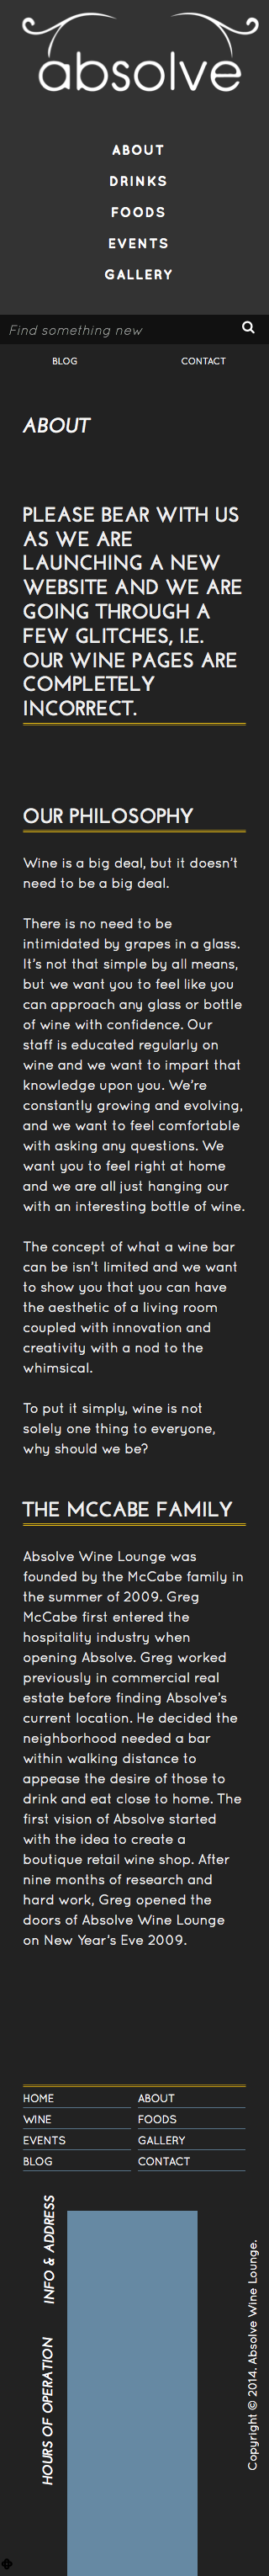 absolve
ABOUT
DRINKS
FOODS
EVENTS
GALLERY
Find something new
BLOG CONTACT
ABOUT
PLEASE BEAR WITH US
AS WE ARE
LAUNCHING A NEW
WEBSITE AND WE ARE
GOING THROUGH A
FEW GLITCHES, I.E.
OUR WINE PAGES ARE
COMPLETELY
INCORRECT.
OUR PHILOSOPHY
Wine is a big deal, but it doesn't
need to be a big deal.
There is no need to be
intimidated by grapes in a glass.
It's not that simple by all means,
but we want you to feel like you
can approach any glass or bottle
of wine with confidence. Our
staff is educated regularly on
wine and we want to impart that
knowledge upon you. We're
constantly growing and evolving,
and we want to feel comfortable
with asking any questions. We
want you to feel right at home
and we are all just hanging our
with an interesting bottle of wine.
The concept of what a wine bar
can be isn't limited and we want
to show you that you can have
the aesthetic of a living room
coupled with innovation and
creativity with a nod to the
whimsical.
To put it simply, wine is not
solely one thing to everyone,
why should we be?
THE MCCABE FAMILY
Absolve Wine Lounge was
founded by the McCabe family in
the summer of 2009. Greg
McCabe first entered the
hospitality industry when
opening Absolve. Greg worked
previously in commercial real
estate before finding Absolve's
current location. He decided the
neighborhood needed a bar
within walking distance to
appease the desire of those to
drink and eat close to home. The
first vision of Absolve started
with the idea to create a
boutique retail wine shop. After
nine months of research and
hard work, Greg opened the
doors of Absolve Wine Lounge
on New Year's Eve 2009.
HOME ABOUT
WINE FOODS
EVENTS GALLERY
BLOG CONTACT
INFO & ADDRESS
HOURS OF OPERATION
Copyright © 2014. Absolve Wine Lounge.